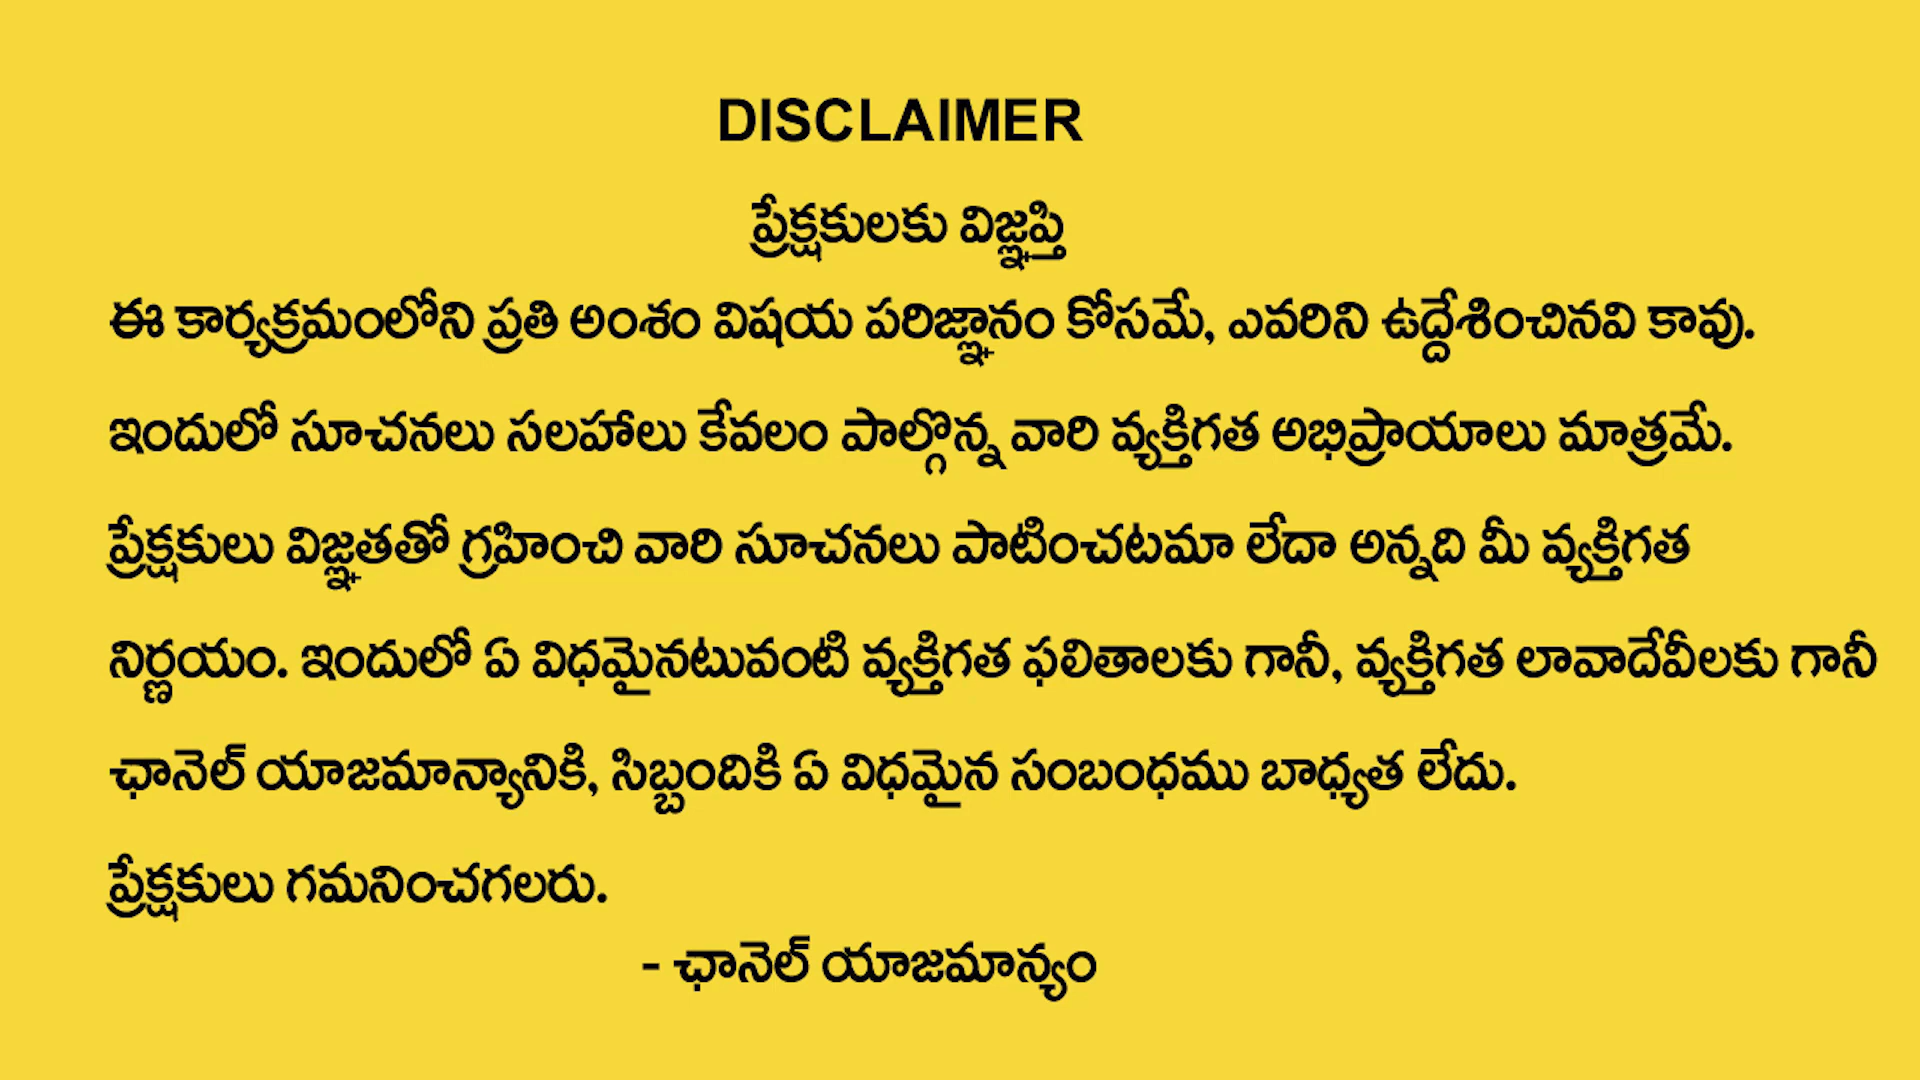 DISCLAIMER
ప్రేక్షకులకు విజ్ఞప్తి
ఈ కార్యక్రమంలోని ప్రతి అంశం విషయ పరిజ్ఞానం కోసమే, ఎవరిని ఉద్దేశించినవి కావు.
ఇందులో సూచనలు సలహాలు కేవలం పాల్గొన్న వారి వ్యక్తిగత అభిప్రాయాలు మాత్రమే.
ప్రేక్షకులు విజ్ఞతతో గ్రహించి వారి సూచనలు పాటించటమా లేదా అన్నది మీ వ్యక్తిగత
నిర్ణయం. ఇందులో ఏ విధమైనటువంటి వ్యక్తిగత ఫలితాలకు గానీ, వ్యక్తిగత లావాదేవీలకు గానీ
ఛానెల్ యాజమాన్యానికి, సిబ్బందికి ఏ విధమైన సంబంధము బాధ్యత లేదు.
ప్రేక్షకులు గమనించగలరు.
- ఛానెల్ యాజమాన్యం